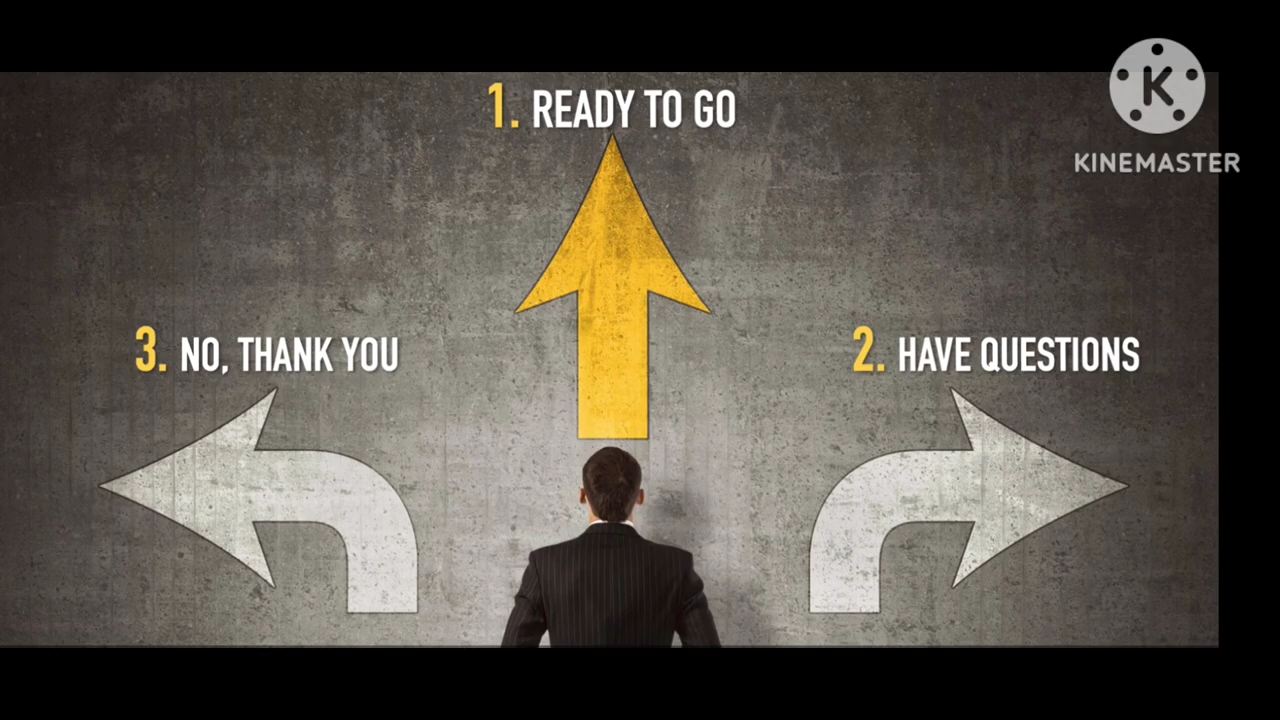 1. READY TO GO
K
KINEMASTER
3. NO, THANK YOU
2. HAVE QUESTIONS